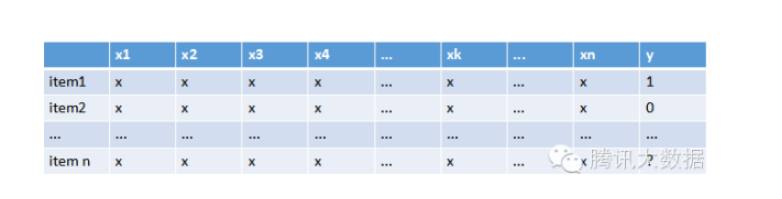 x1 x2 x3 x4 ... xk ... xn y
item1 x x x x ... x ... x 1
item2 x x x x ... x ... x 0
... ... ... ... ... ... ... ... ... ...
item n x x x x ... x ... x ?
腾讯大数据